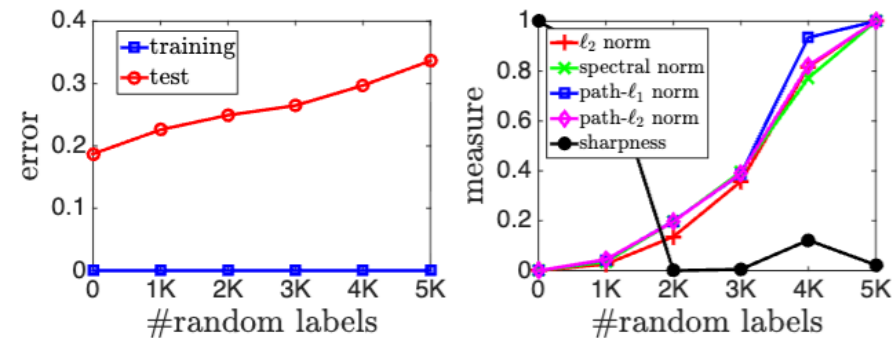 0.4
0.3
0.2
0.1
0
error
training
test
0 1K 2K 3K 4K 5K
#random labels
1
0.8
0.6
0.4
0.2
0
measure
ℓ₂ norm
spectral norm
path-ℓ₁ norm
path-ℓ₂ norm
sharpness
0 1K 2K 3K 4K 5K
#random labels